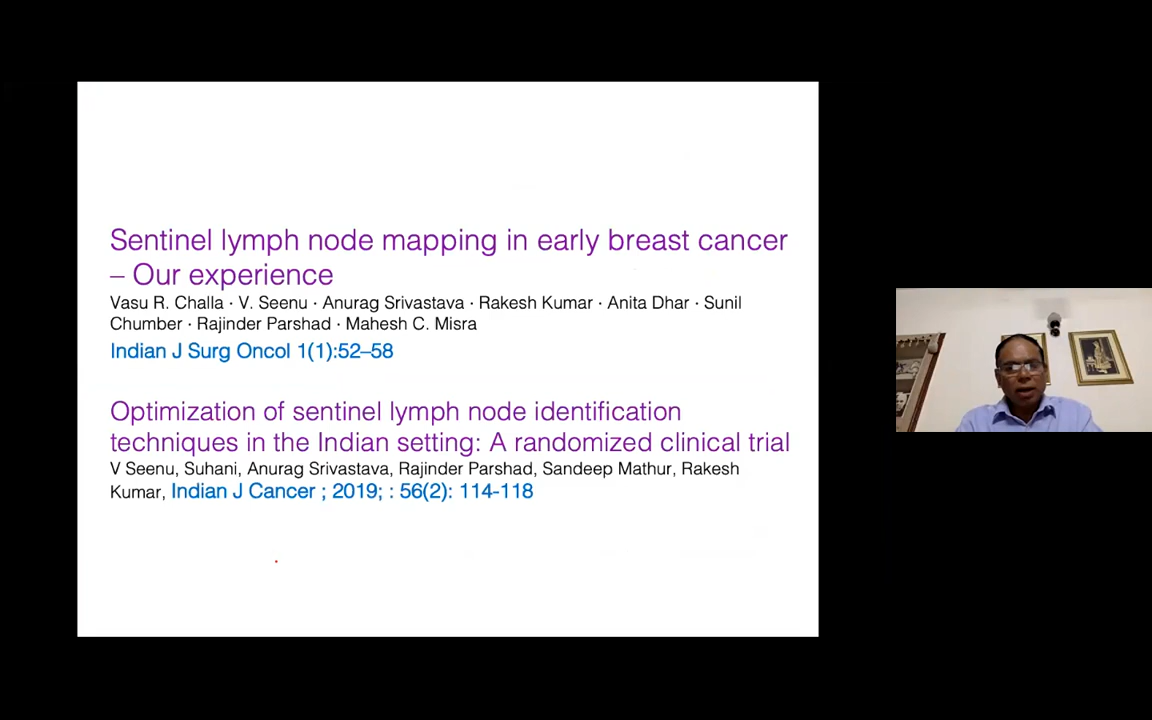 Sentinel lymph node mapping in early breast cancer
– Our experience
Vasu R. Challa · V. Seenu · Anurag Srivastava · Rakesh Kumar · Anita Dhar · Sunil
Chumber · Rajinder Parshad · Mahesh C. Misra
Indian J Surg Oncol 1(1):52–58
Optimization of sentinel lymph node identification
techniques in the Indian setting: A randomized clinical trial
V Seenu, Suhani, Anurag Srivastava, Rajinder Parshad, Sandeep Mathur, Rakesh
Kumar, Indian J Cancer ; 2019; : 56(2): 114-118